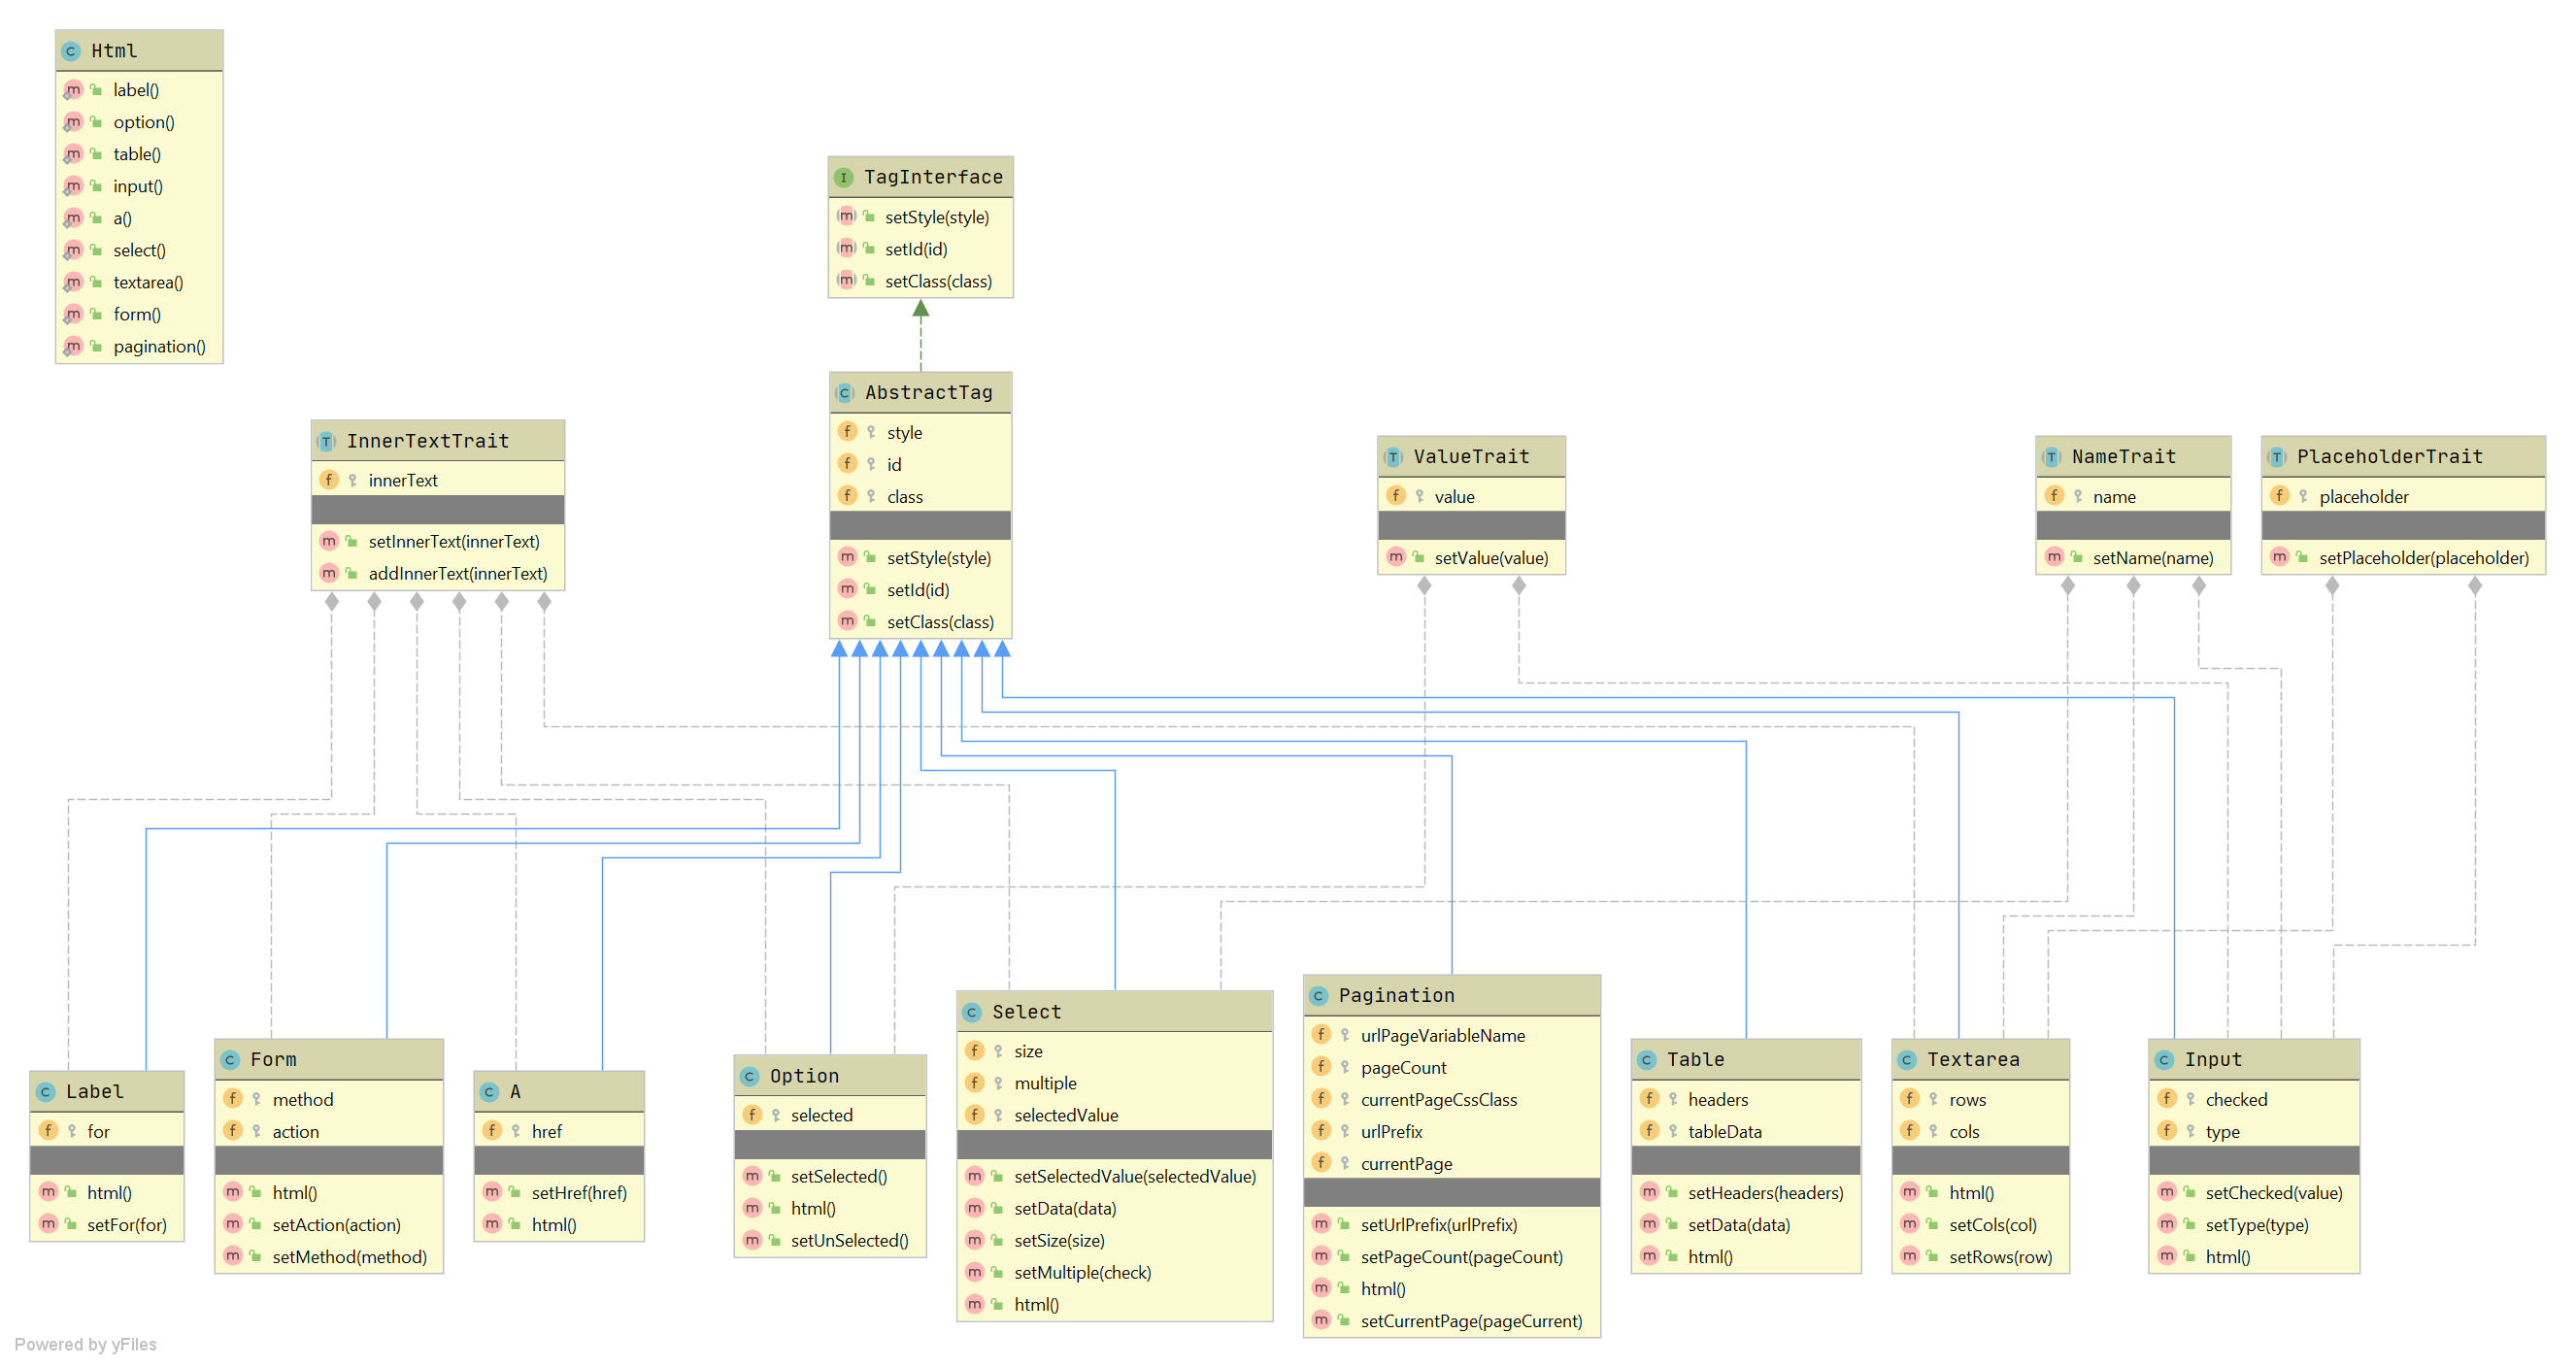 Html
label()
option()
table()
input()
a()
select()
textarea()
form()
pagination()
TagInterface
setStyle(style)
setId(id)
setClass(class)
AbstractTag
style
id
class
setStyle(style)
setId(id)
setClass(class)
InnerTextTrait
innerText
setInnerText(innerText)
addInnerText(innerText)
ValueTrait
value
setValue(value)
NameTrait
name
setName(name)
PlaceholderTrait
placeholder
setPlaceholder(placeholder)
Label
for
html()
setFor(for)
Form
method
action
html()
setAction(action)
setMethod(method)
A
href
setHref(href)
html()
Option
selected
setSelected()
html()
setUnSelected()
Select
size
multiple
selectedValue
setSelectedValue(selectedValue)
setData(data)
setSize(size)
setMultiple(check)
html()
Pagination
urlPageVariableName
pageCount
currentPageCssClass
urlPrefix
currentPage
setUrlPrefix(urlPrefix)
setPageCount(pageCount)
html()
setCurrentPage(pageCurrent)
Table
headers
tableData
setHeaders(headers)
setData(data)
html()
Textarea
rows
cols
html()
setCols(col)
setRows(row)
Input
checked
type
setChecked(value)
setType(type)
html()
Powered by yFiles